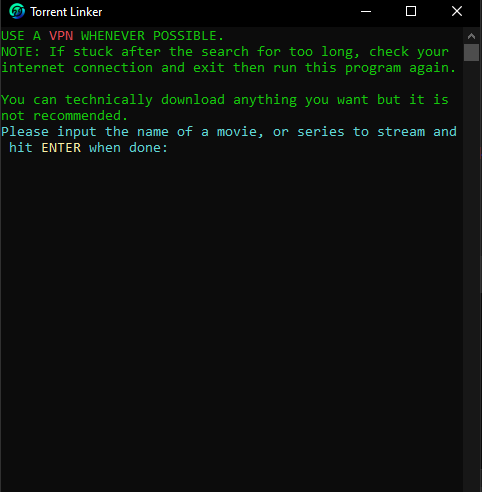 Torrent Linker
USE A VPN WHENEVER POSSIBLE.
NOTE: If stuck after the search for too long, check your
internet connection and exit then run this program again.
You can technically download anything you want but it is
not recommended.
Please input the name of a movie, or series to stream and
hit ENTER when done: